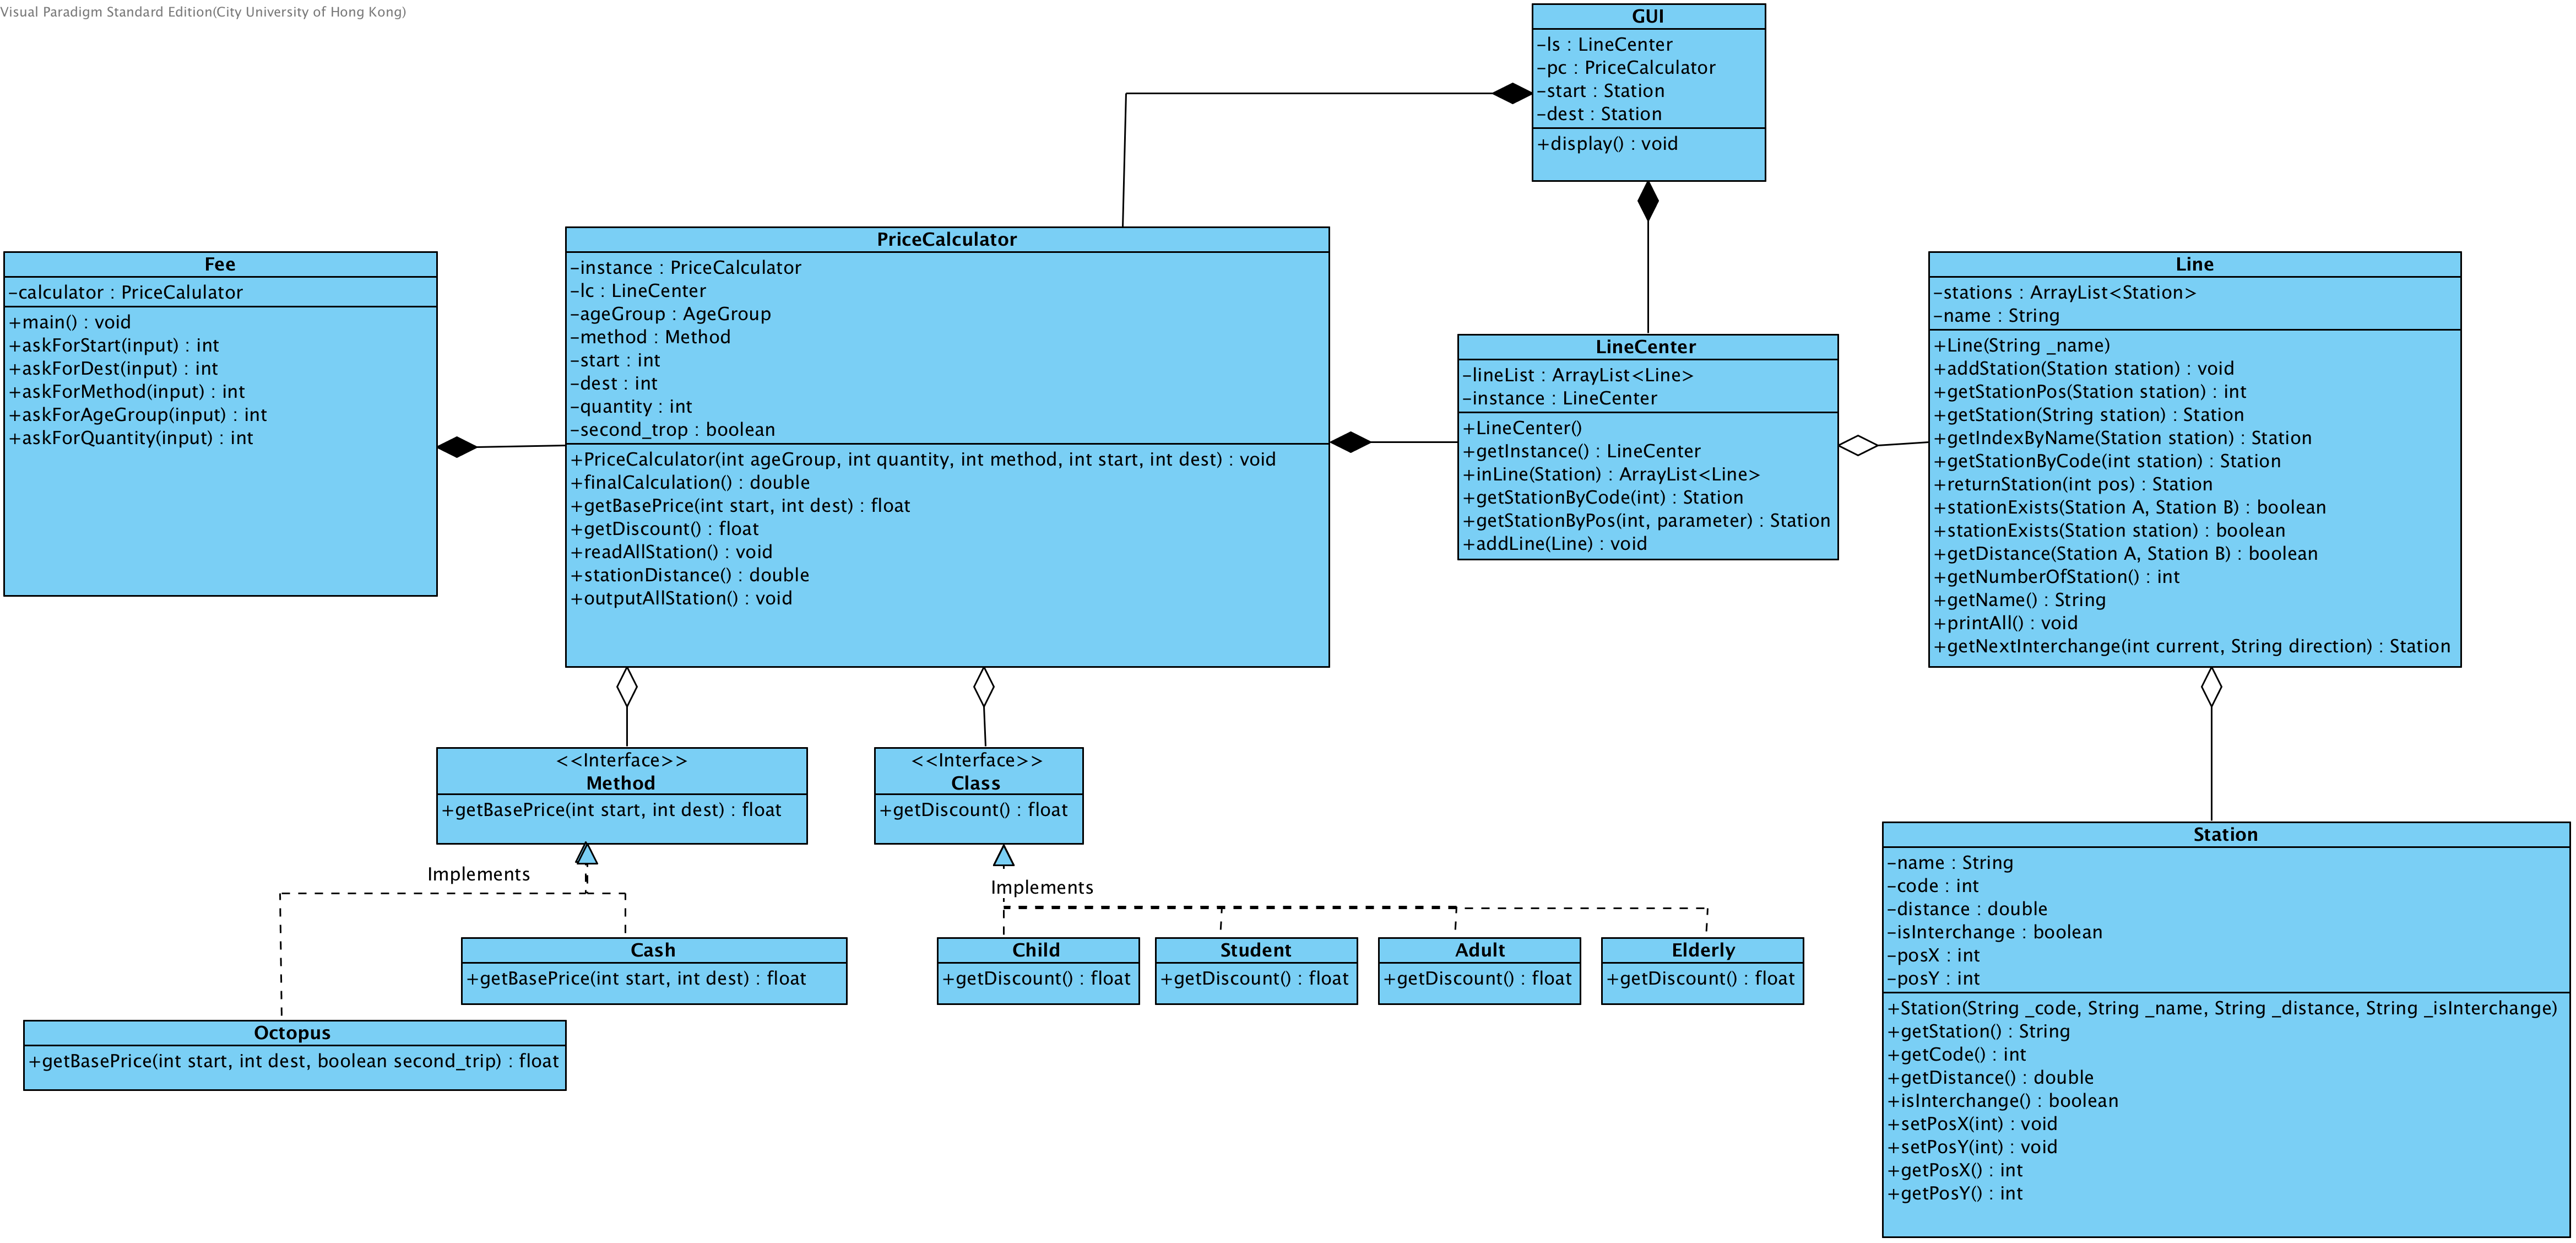 Visual Paradigm Standard Edition(City University of Hong Kong)
GUI
-ls : LineCenter
-pc : PriceCalculator
-start : Station
-dest : Station
+display() : void
Fee
-calculator : PriceCalulator
+main() : void
+askForStart(input) : int
+askForDest(input) : int
+askForMethod(input) : int
+askForAgeGroup(input) : int
+askForQuantity(input) : int
PriceCalculator
-instance : PriceCalculator
-lc : LineCenter
-ageGroup : AgeGroup
-method : Method
-start : int
-dest : int
-quantity : int
-second_trop : boolean
+PriceCalculator(int ageGroup, int quantity, int method, int start, int dest) : void
+finalCalculation() : double
+getBasePrice(int start, int dest) : float
+getDiscount() : float
+readAllStation() : void
+stationDistance() : double
+outputAllStation() : void
LineCenter
-lineList : ArrayList<Line>
-instance : LineCenter
+LineCenter()
+getInstance() : LineCenter
+inLine(Station) : ArrayList<Line>
+getStationByCode(int) : Station
+getStationByPos(int, parameter) : Station
+addLine(Line) : void
Line
-stations : ArrayList<Station>
-name : String
+Line(String _name)
+addStation(Station station) : void
+getStationPos(Station station) : int
+getStation(String station) : Station
+getIndexByName(Station station) : Station
+getStationByCode(int station) : Station
+returnStation(int pos) : Station
+stationExists(Station A, Station B) : boolean
+stationExists(Station station) : boolean
+getDistance(Station A, Station B) : boolean
+getNumberOfStation() : int
+getName() : String
+printAll() : void
+getNextInterchange(int current, String direction) : Station
<<Interface>>
Method
+getBasePrice(int start, int dest) : float
<<Interface>>
Class
+getDiscount() : float
Implements
Implements
Cash
+getBasePrice(int start, int dest) : float
Octopus
+getBasePrice(int start, int dest, boolean second_trip) : float
Child
+getDiscount() : float
Student
+getDiscount() : float
Adult
+getDiscount() : float
Elderly
+getDiscount() : float
Station
-name : String
-code : int
-distance : double
-isInterchange : boolean
-posX : int
-posY : int
+Station(String _code, String _name, String _distance, String _isInterchange)
+getStation() : String
+getCode() : int
+getDistance() : double
+isInterchange() : boolean
+setPosX(int) : void
+setPosY(int) : void
+getPosX() : int
+getPosY() : int